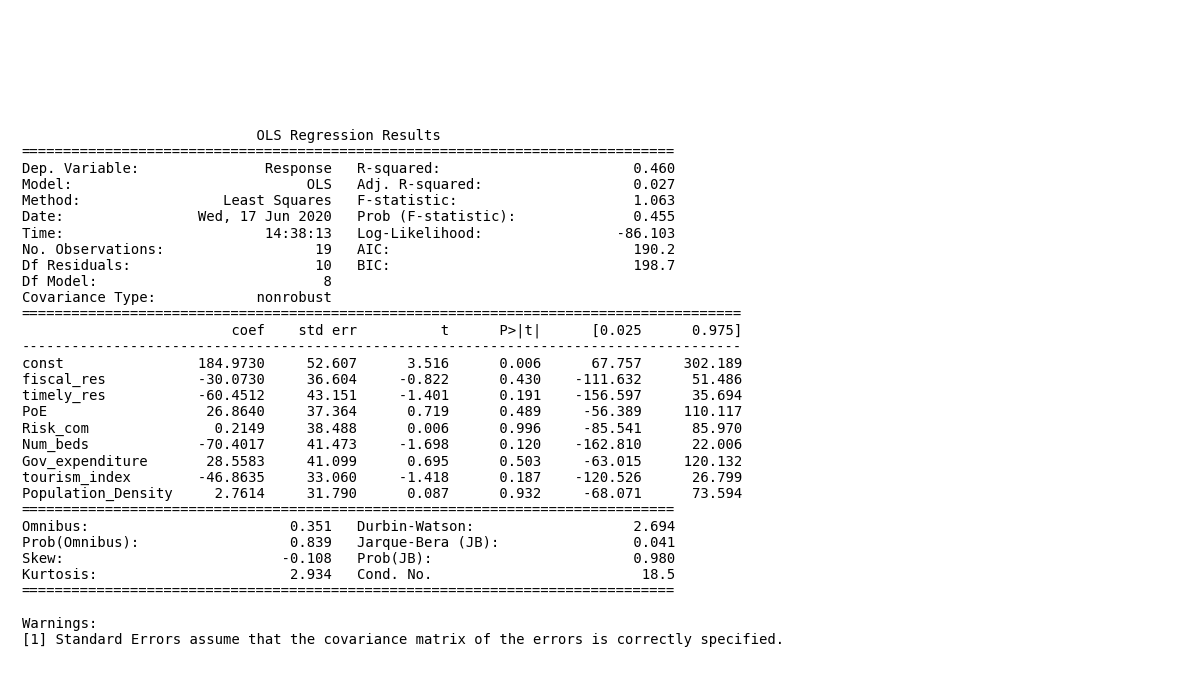 OLS Regression Results
==============================================================================
Dep. Variable:               Response   R-squared:                       0.460
Model:                            OLS   Adj. R-squared:                  0.027
Method:                 Least Squares   F-statistic:                     1.063
Date:                Wed, 17 Jun 2020   Prob (F-statistic):              0.455
Time:                        14:38:13   Log-Likelihood:                -86.103
No. Observations:                  19   AIC:                             190.2
Df Residuals:                      10   BIC:                             198.7
Df Model:                           8
Covariance Type:            nonrobust
======================================================================================
                         coef    std err          t      P>|t|      [0.025      0.975]
--------------------------------------------------------------------------------------
const                184.9730     52.607      3.516      0.006      67.757     302.189
fiscal_res           -30.0730     36.604     -0.822      0.430    -111.632      51.486
timely_res           -60.4512     43.151     -1.401      0.191    -156.597      35.694
PoE                   26.8640     37.364      0.719      0.489     -56.389     110.117
Risk_com               0.2149     38.488      0.006      0.996     -85.541      85.970
Num_beds             -70.4017     41.473     -1.698      0.120    -162.810      22.006
Gov_expenditure       28.5583     41.099      0.695      0.503     -63.015     120.132
tourism_index        -46.8635     33.060     -1.418      0.187    -120.526      26.799
Population_Density     2.7614     31.790      0.087      0.932     -68.071      73.594
==============================================================================
Omnibus:                        0.351   Durbin-Watson:                   2.694
Prob(Omnibus):                  0.839   Jarque-Bera (JB):                0.041
Skew:                          -0.108   Prob(JB):                        0.980
Kurtosis:                       2.934   Cond. No.                         18.5
==============================================================================

Warnings:
[1] Standard Errors assume that the covariance matrix of the errors is correctly specified.